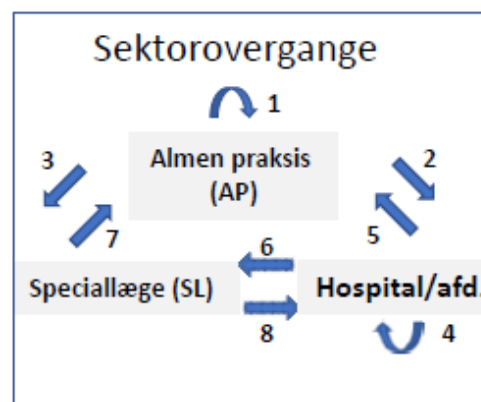 Sektorovergange
1
Almen praksis
(AP)
3
2
7
5
6
Speciallæge (SL)
Hospital/afd.
8
4